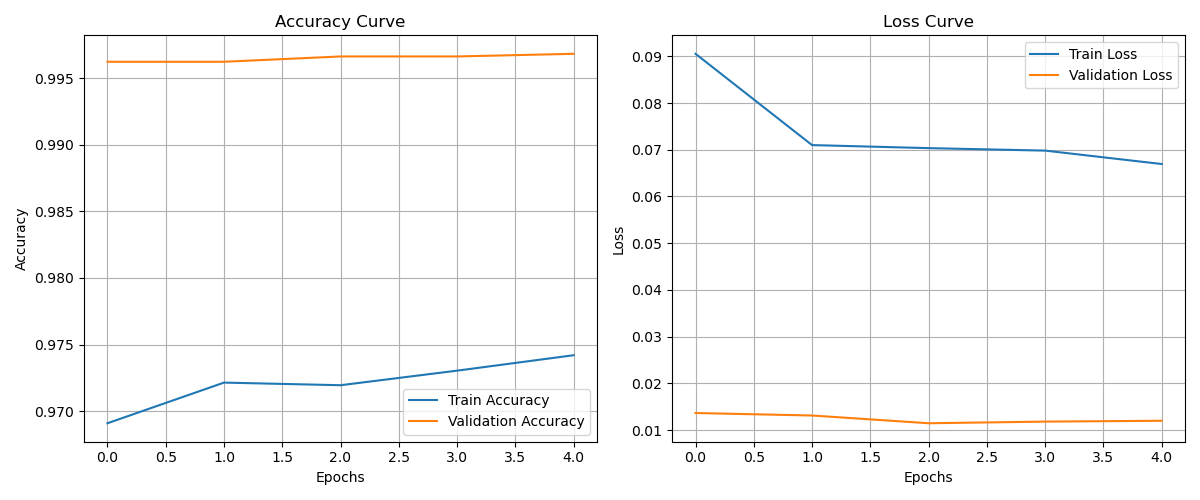 Accuracy Curve
Accuracy
0.995
0.990
0.985
0.980
0.975
0.970
0.0 0.5 1.0 1.5 2.0 2.5 3.0 3.5 4.0
Epochs
Train Accuracy
Validation Accuracy
Loss Curve
Loss
0.09
0.08
0.07
0.06
0.05
0.04
0.03
0.02
0.01
0.0 0.5 1.0 1.5 2.0 2.5 3.0 3.5 4.0
Epochs
Train Loss
Validation Loss